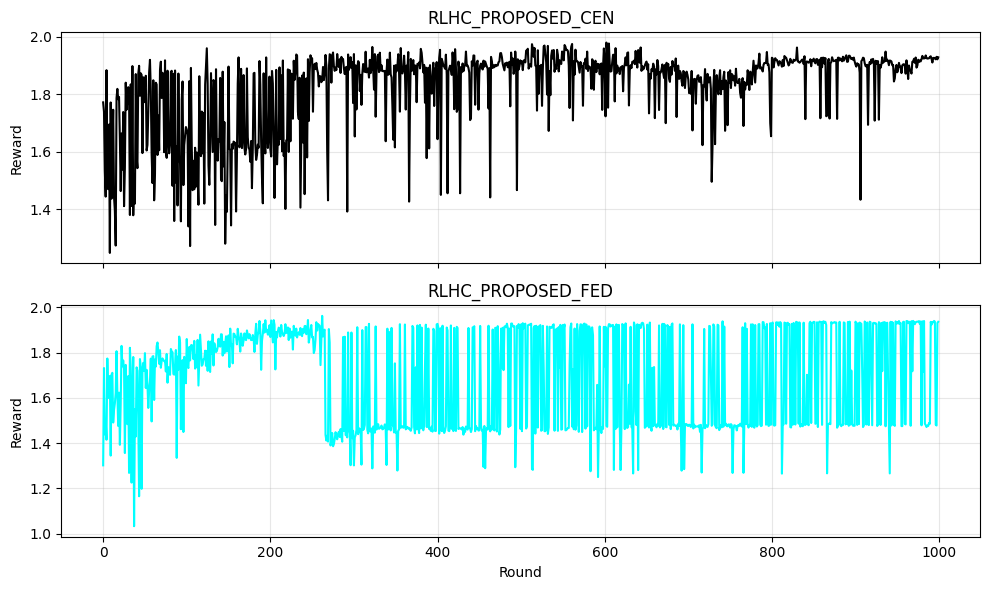 RLHC_PROPOSED_CEN
2.0
1.8
1.6
1.4
Reward
RLHC_PROPOSED_FED
2.0
1.8
1.6
1.4
1.2
1.0
Reward
0 200 400 600 800 1000
Round